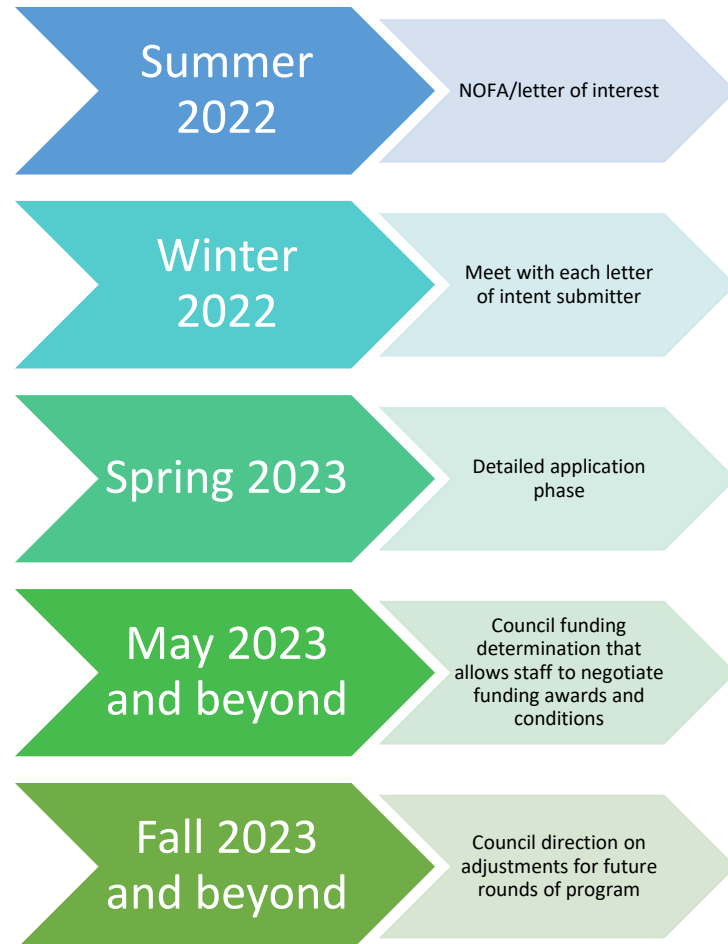 Summer
2022
NOFA/letter of interest
Winter
2022
Meet with each letter
of intent submitter
Spring 2023
Detailed application
phase
May 2023
and beyond
Council funding
determination that
allows staff to negotiate
funding awards and
conditions
Fall 2023
and beyond
Council direction on
adjustments for future
rounds of program